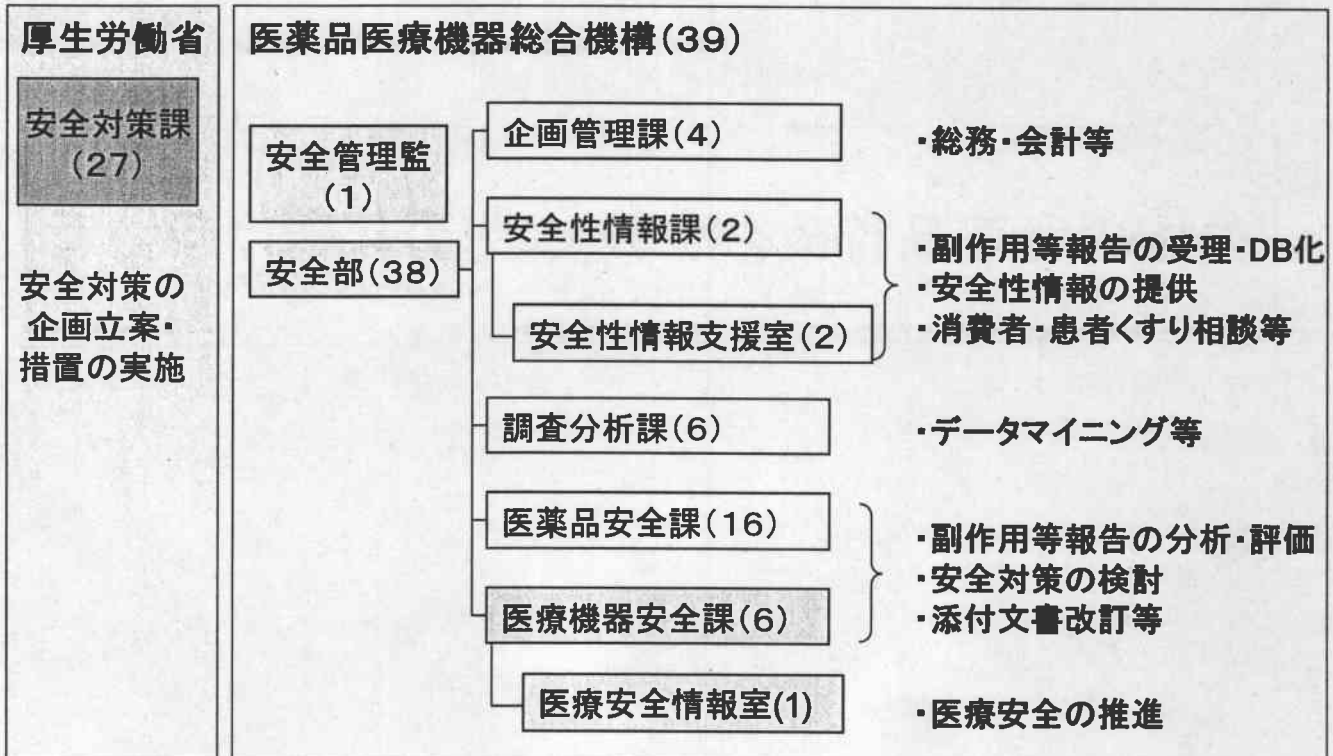 厚生労働省
安全対策課
(27)
安全対策の
企画立案・
措置の実施
医薬品医療機器総合機構(39)
安全管理監
(1)
安全部(38)
企画管理課(4)
・総務・会計等
安全性情報課(2)
安全性情報支援室(2)
・副作用等報告の受理・DB化
・安全性情報の提供
・消費者・患者くすり相談等
調査分析課(6)
・データマイニング等
医薬品安全課(16)
医療機器安全課(6)
・副作用等報告の分析・評価
・安全対策の検討
・添付文書改訂等
医療安全情報室(1)
・医療安全の推進